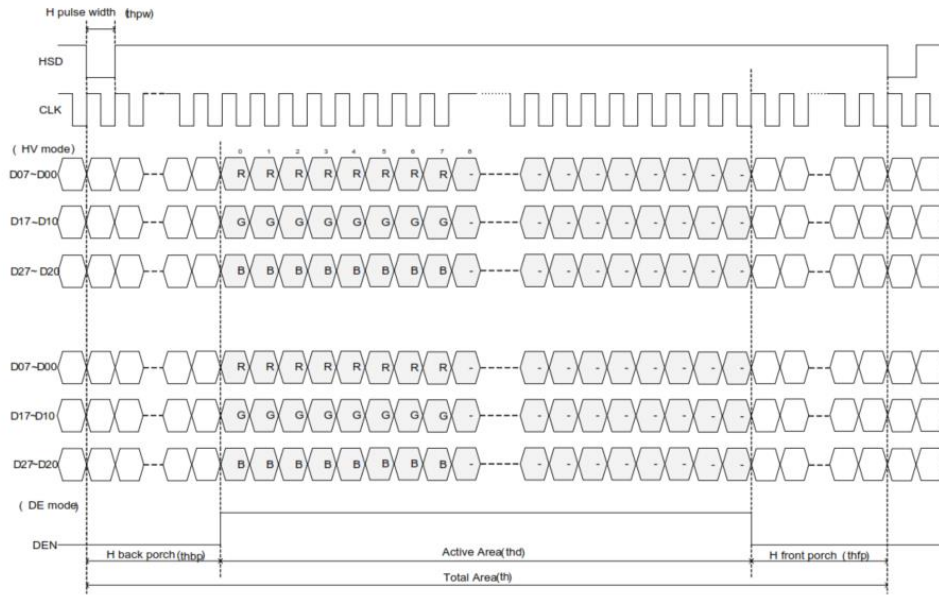 H pulse width (thpw)
HSD
CLK
( HV mode)
0 1 2 3 4 5 6 7 8
D07~D00 R R R R R R R R - - - - - - - - -
D17~D10 G G G G G G G G - - - - - - - - -
D27~ D20 B B B B B B B B - - - - - - - - -
D07~D00 R R R R R R R R - - - - - - - - -
D17~D10 G G G G G G G G - - - - - - - - -
D27~D20 B B B B B B B B - - - - - - - - -
( DE mode)
DEN
H back porch (thbp) Active Area(thd) H front porch (thfp)
Total Area(th)